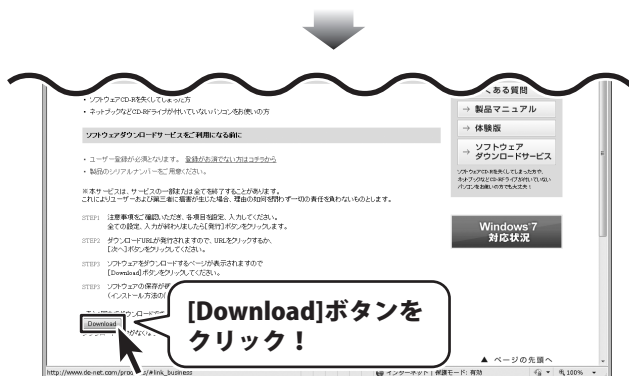 ・ソフトウェアCD-Rを失くしてしまった方
・ネットブックなどCD-Rドライブが付いていないパソコンをお使いの方
ソフトウェアダウンロードサービスをご利用になる前に
・ユーザー登録が必須となります。 登録がお済でない方はコチラから
・製品のシリアルナンバーをご用意ください。
※本サービスは、サービスの一部または全てを終了することがあります。
これによりユーザーおよび第三者に損害が生じた場合、理由の如何を問わず一切の責任を負わないものとします。
STEP1 注意事項をご確認いただき、各項目を設定、入力してください。
全ての設定、入力が終わりましたら[発行]ボタンをクリックします。
STEP2 ダウンロードURLが発行されますので、URLをクリックするか、
[次へ]ボタンをクリックしてください。
STEP3 ソフトウェアをダウンロードするページが表示されますので
[Download]ボタンをクリックしてください。
STEP3 ソフトウェアの保存が
(インストール方法の
Download
[Download]ボタンを
クリック！
くある質問
→ 製品マニュアル
→ 体験版
→ ソフトウェア
ダウンロードサービス
ソフトウェアCD-Rを失くしてしまった方や、
ネットブックなどCD-Rドライブが付いていない
パソコンをお使いの方でも大丈夫！
Windows 7
対応状況
▲ ページの先頭へ
http://www.de-net.com/pro s/#link_business
インターネット | 保護モード: 有効
100%